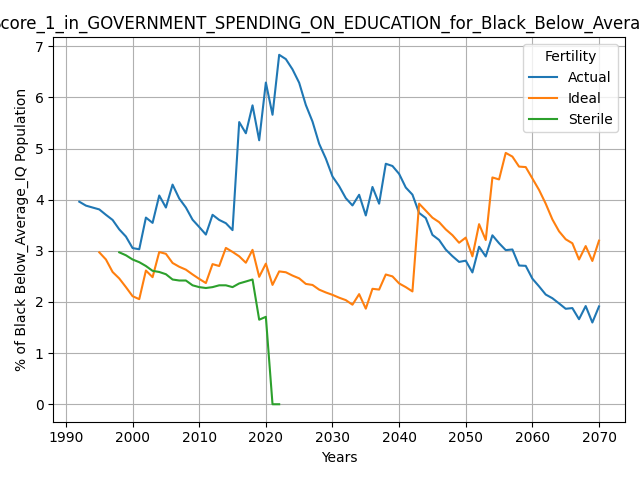 core_1_in_GOVERNMENT_SPENDING_ON_EDUCATION_for_Black_Below_Avera
Fertility
Actual
Ideal
Sterile
% of Black Below_Average_IQ Population
7
6
5
4
3
2
1
0
1990 2000 2010 2020 2030 2040 2050 2060 2070
Years